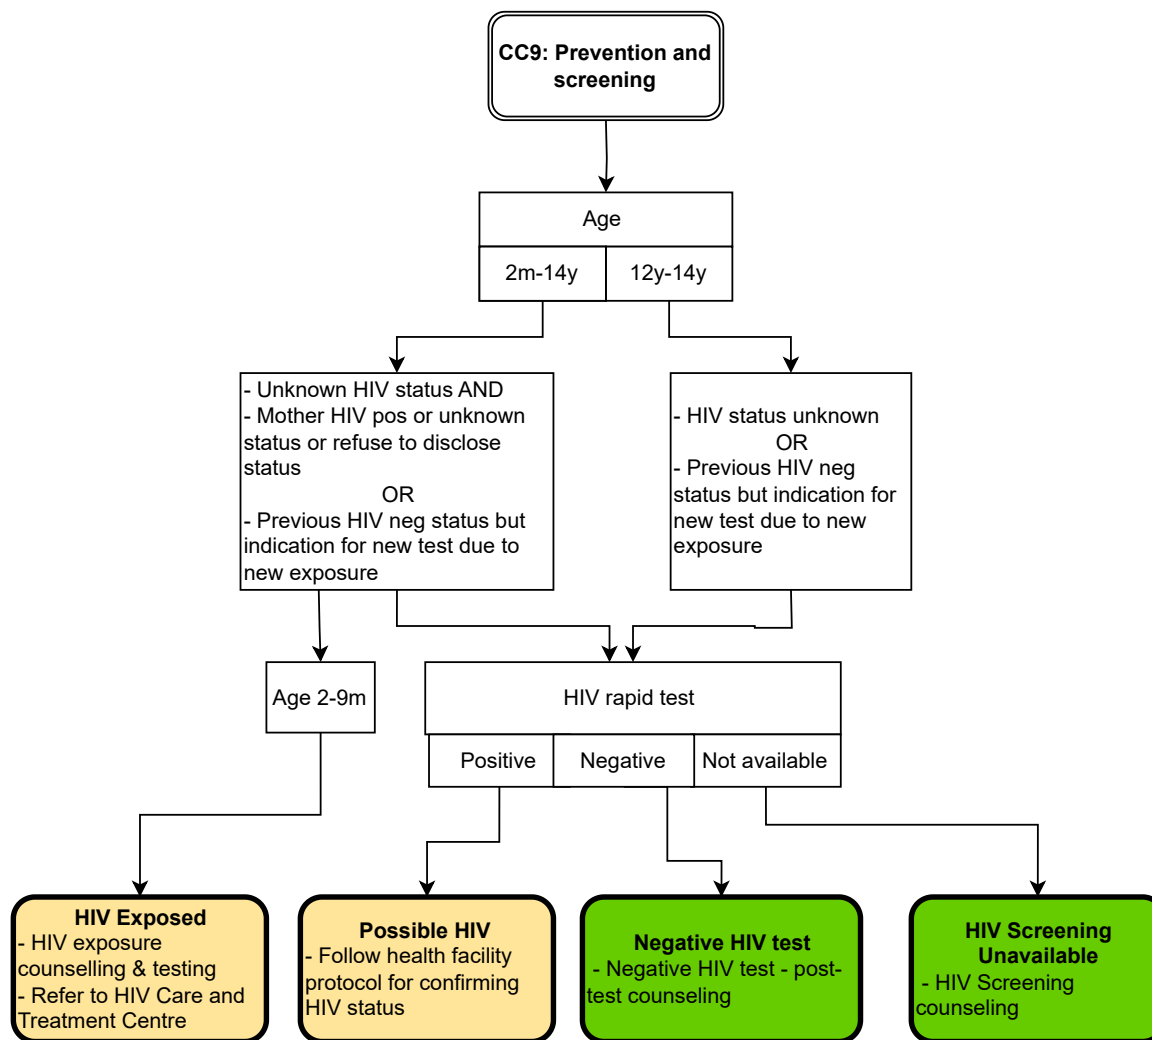 CC9: Prevention and
screening
Age
2m-14y
12y-14y
- Unknown HIV status AND
- Mother HIV pos or unknown
status or refuse to disclose
status
OR
- Previous HIV neg status but
indication for new test due to
new exposure
- HIV status unknown
OR
- Previous HIV neg
status but indication for
new test due to new
exposure
Age 2-9m
HIV rapid test
Positive
Negative
Not available
HIV Exposed
- HIV exposure
counselling & testing
- Refer to HIV Care and
Treatment Centre
Possible HIV
- Follow health facility
protocol for confirming
HIV status
Negative HIV test
- Negative HIV test - post-
test counseling
HIV Screening
Unavailable
- HIV Screening
counseling